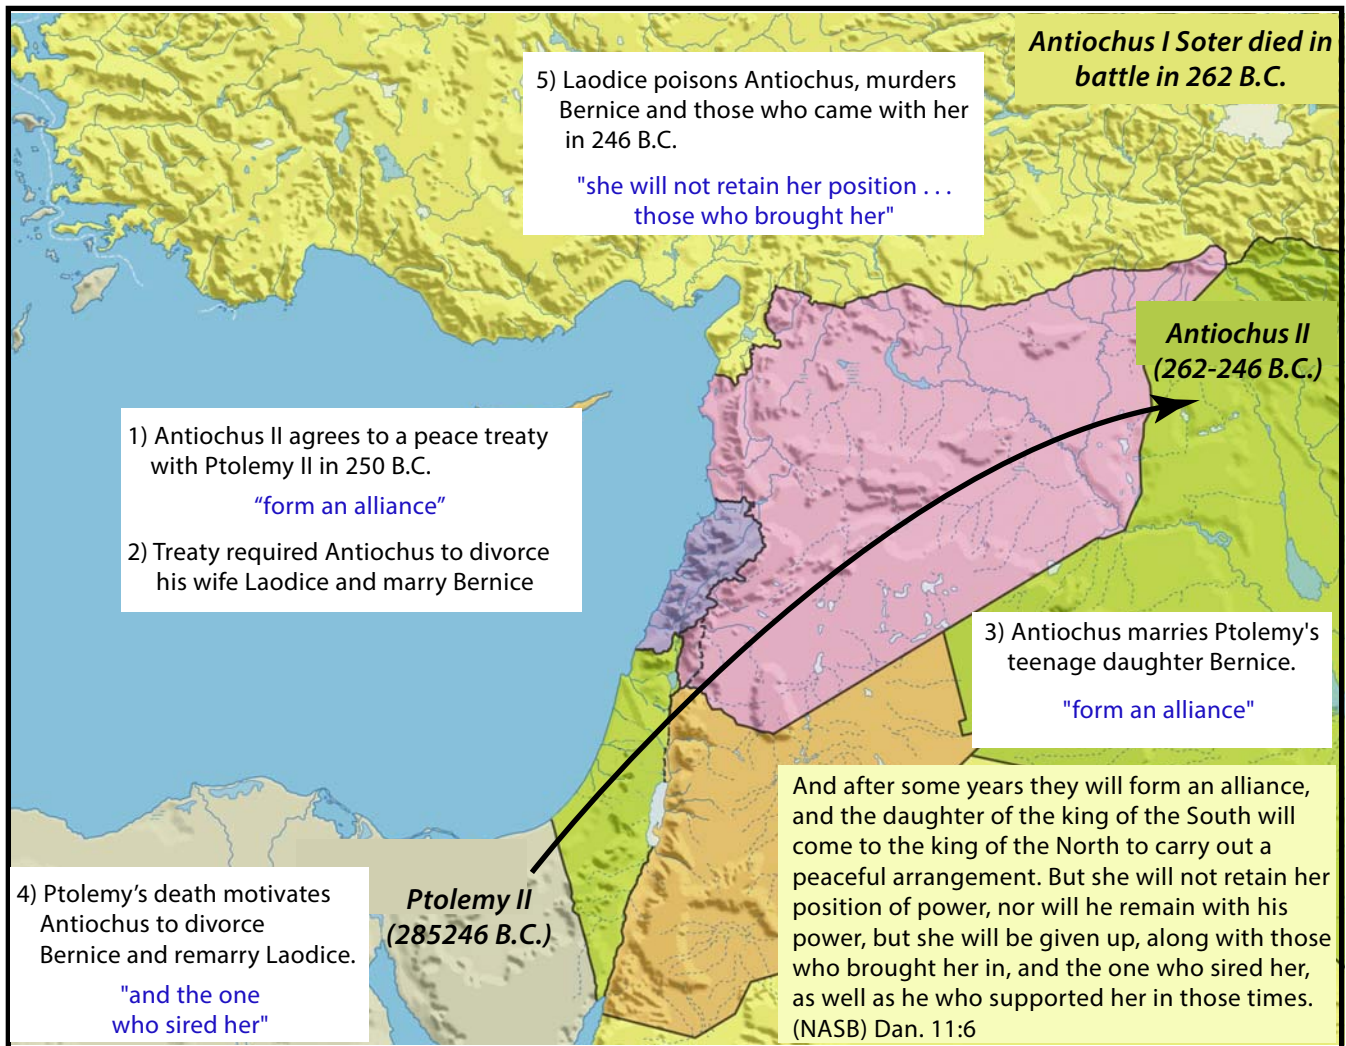 Antiochus I Soter died in
battle in 262 B.C.
5) Laodice poisons Antiochus, murders
Bernice and those who came with her
in 246 B.C.
"she will not retain her position . . .
those who brought her"
Antiochus II
(262-246 B.C.)
1) Antiochus II agrees to a peace treaty
with Ptolemy II in 250 B.C.
“form an alliance”
2) Treaty required Antiochus to divorce
his wife Laodice and marry Bernice
3) Antiochus marries Ptolemy's
teenage daughter Bernice.
"form an alliance"
4) Ptolemy’s death motivates
Antiochus to divorce
Bernice and remarry Laodice.
"and the one
who sired her"
Ptolemy II
(285246 B.C.)
And after some years they will form an alliance,
and the daughter of the king of the South will
come to the king of the North to carry out a
peaceful arrangement. But she will not retain her
position of power, nor will he remain with his
power, but she will be given up, along with those
who brought her in, and the one who sired her,
as well as he who supported her in those times.
(NASB) Dan. 11:6